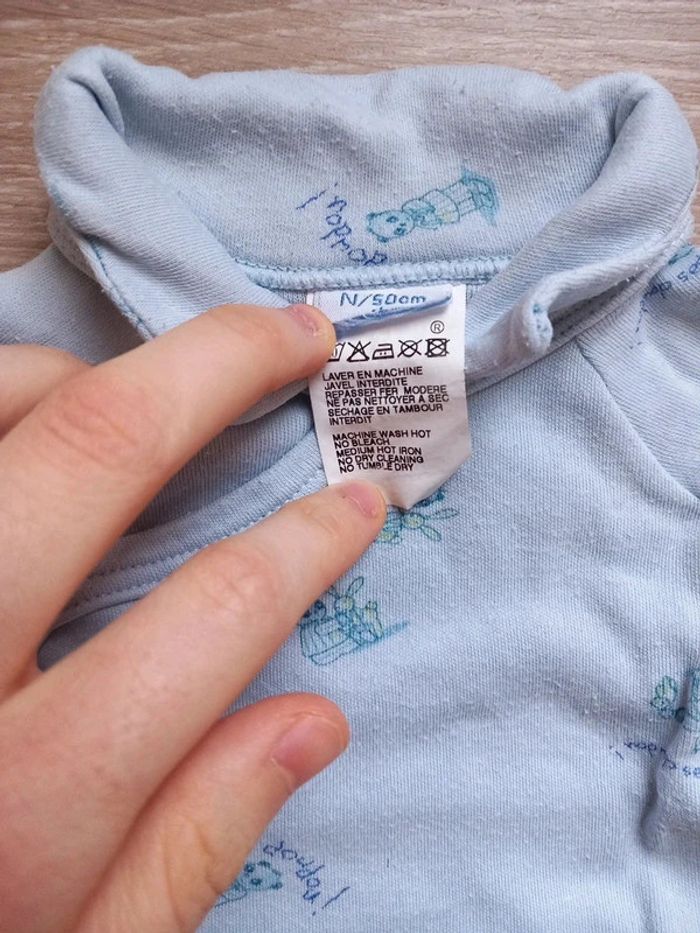 N/50cm
®
LAVER EN MACHINE
JAVEL INTERDITE
REPASSER FER MODERE
NE PAS NETTOYER A SEC
SECHAGE EN TAMBOUR
INTERDIT
MACHINE WASH HOT
NO BLEACH
MEDIUM HOT IRON
NO DRY CLEANING
NO TUMBLE DRY